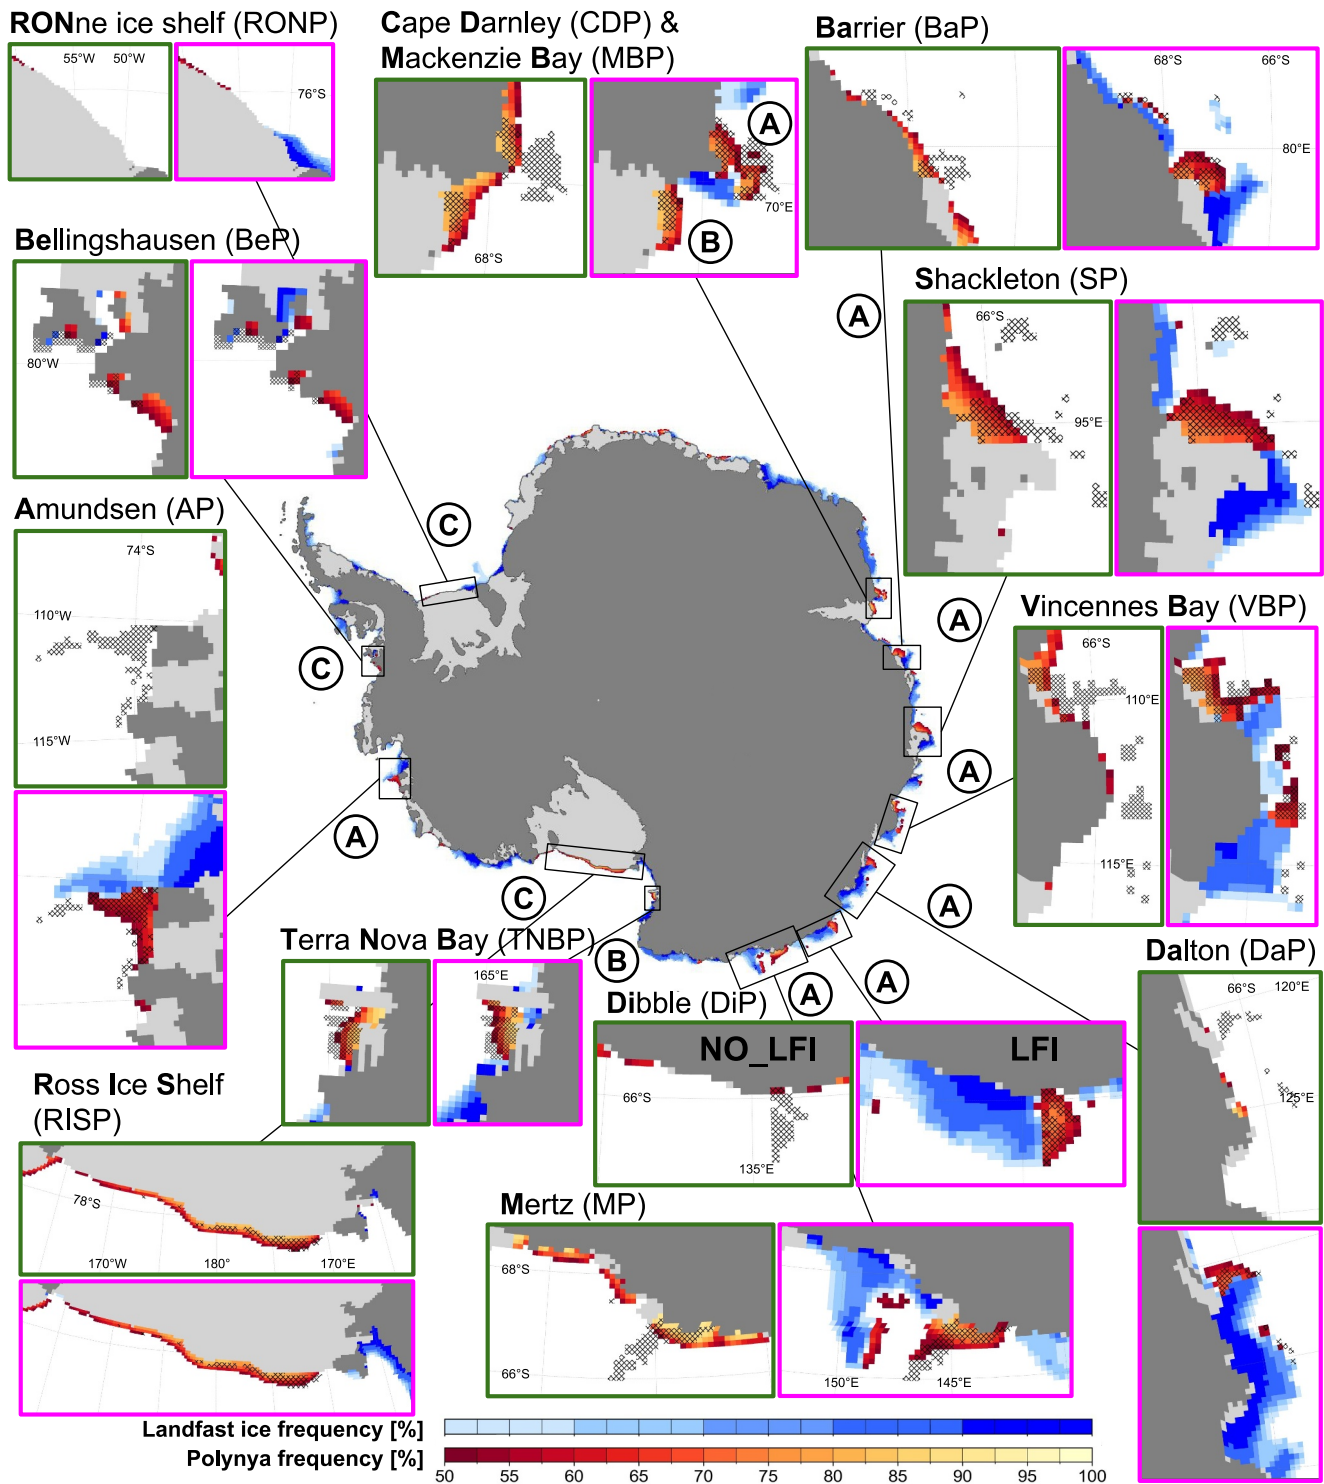 RONne ice shelf (RONP)
55°W 50°W
76°S
Cape Darnley (CDP) &
Mackenzie Bay (MBP)
68°S
A
B
70°E
Barrier (BaP)
68°S 66°S
80°E
Bellingshausen (BeP)
80°W
Shackleton (SP)
66°S
95°E
A
A
Amundsen (AP)
74°S
110°W
115°W
C
C
A
Vincennes Bay (VBP)
66°S
110°E
115°E
A
A
C
B
A
A
Terra Nova Bay (TNBP)
165°E
Dibble (DiP)
NO_LFI
LFI
66°S
135°E
Dalton (DaP)
66°S
120°E
125°E
Ross Ice Shelf
(RISP)
78°S
170°W 180° 170°E
Mertz (MP)
68°S
66°S
150°E 145°E
Landfast ice frequency [%]
Polynya frequency [%]
50 55 60 65 70 75 80 85 90 95 100